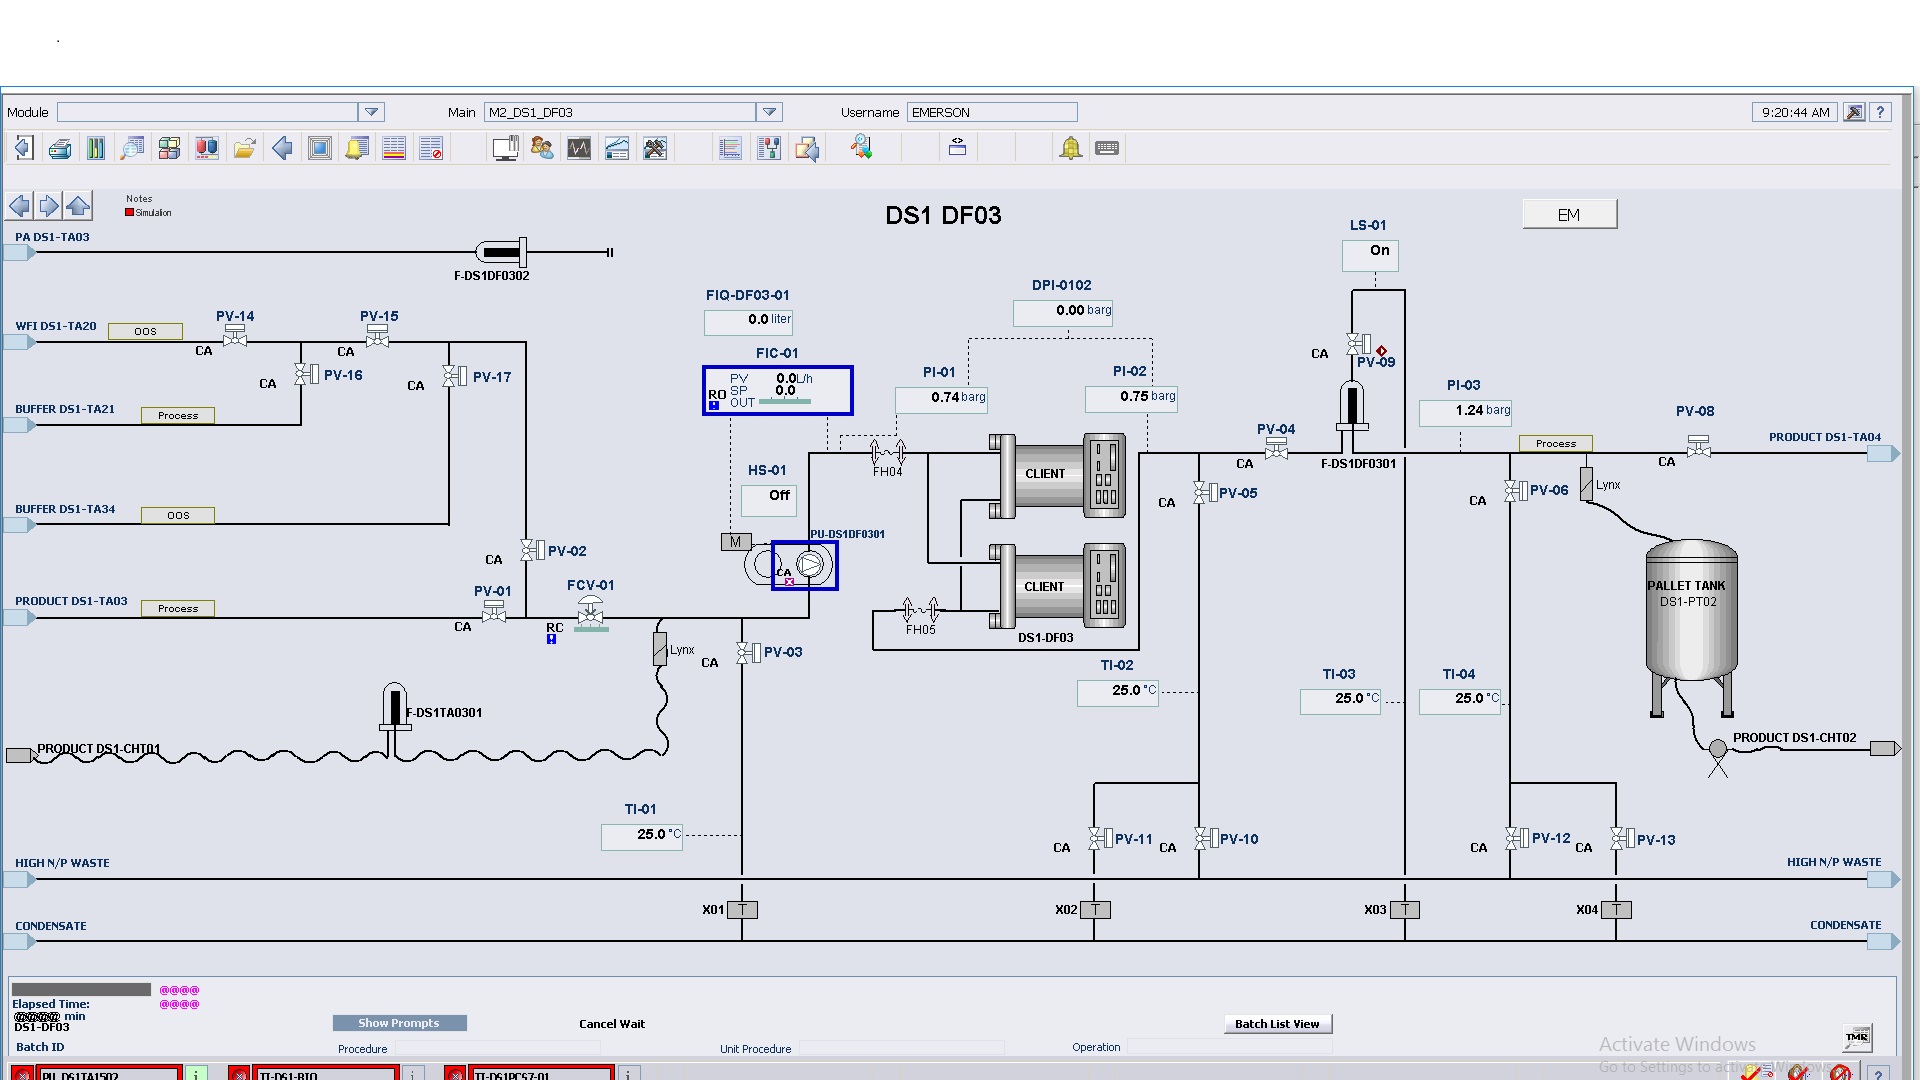 Module
Main M2_DS1_DF03
Username EMERSON
9:20:44 AM
?
Notes
Simulation
DS1 DF03
EM
PA DS1-TA03
F-DS1DF0302
LS-01
On
WFI DS1-TA20
OOS
PV-14
CA
PV-15
CA
PV-16
CA
PV-17
CA
BUFFER DS1-TA21
Process
BUFFER DS1-TA34
OOS
PV-02
CA
PV-01
CA
PRODUCT DS1-TA03
Process
FCV-01
RC
FIQ-DF03-01
0.0 liter
FIC-01
PV 0.0 L/h
SP 0.0
OUT
RO
HS-01
Off
M
PU-DS1DF0301
CA
DPI-0102
0.00 barg
PI-01
0.74 barg
PI-02
0.75 barg
FH04
CLIENT
CLIENT
FH05
DS1-DF03
PV-04
CA
PV-05
CA
PV-09
CA
F-DS1DF0301
PI-03
1.24 barg
Process
PV-08
CA
PRODUCT DS1-TA04
PV-06
CA
Lynx
PALLET TANK
DS1-PT02
PRODUCT DS1-CHT02
Lynx
PV-03
CA
F-DS1TA0301
PRODUCT DS1-CHT01
TI-01
25.0 °C
TI-02
25.0 °C
TI-03
25.0 °C
TI-04
25.0 °C
PV-11
CA
PV-10
CA
PV-12
CA
PV-13
CA
HIGH N/P WASTE
HIGH N/P WASTE
X01 T
X02 T
X03 T
X04 T
CONDENSATE
CONDENSATE
@@@@
Elapsed Time: @@@@
@@@@ min
DS1-DF03
Show Prompts
Cancel Wait
Batch List View
TMR
Batch ID
Procedure
Unit Procedure
Operation
Activate Windows
Go to Settings to activate Windows.
PU_DS1TA1502
i
TT-DS1-RIO
i
TT-DS1PCS7-01
i
?